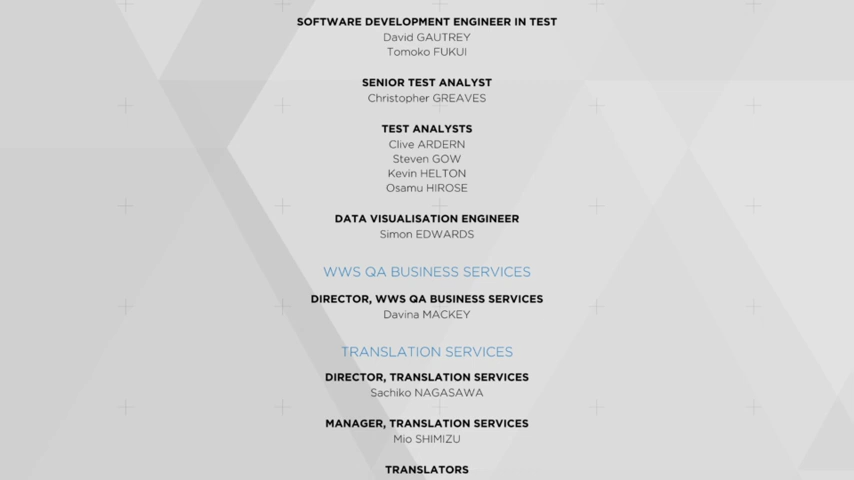 SOFTWARE DEVELOPMENT ENGINEER IN TEST
David GAUTREY
Tomoko FUKUI
SENIOR TEST ANALYST
Christopher GREAVES
TEST ANALYSTS
Clive ARDERN
Steven GOW
Kevin HELTON
Osamu HIROSE
DATA VISUALISATION ENGINEER
Simon EDWARDS
WWS QA BUSINESS SERVICES
DIRECTOR, WWS QA BUSINESS SERVICES
Davina MACKEY
TRANSLATION SERVICES
DIRECTOR, TRANSLATION SERVICES
Sachiko NAGASAWA
MANAGER, TRANSLATION SERVICES
Mio SHIMIZU
TRANSLATORS